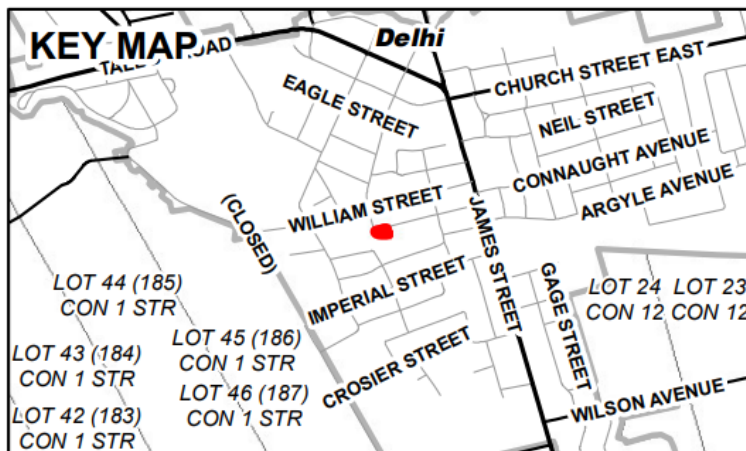 KEY MAP
Delhi
ROAD
CHURCH STREET EAST
EAGLE STREET
NEIL STREET
CONNAUGHT AVENUE
ARGYLE AVENUE
WILLIAM STREET
(CLOSED)
JAMES STREET
IMPERIAL STREET
GAGE STREET
LOT 44 (185)
CON 1 STR
LOT 24
CON 12
LOT 23
CON 12
LOT 45 (186)
CON 1 STR
LOT 43 (184)
CON 1 STR
LOT 46 (187)
CON 1 STR
CROSIER STREET
LOT 42 (183)
CON 1 STR
WILSON AVENUE